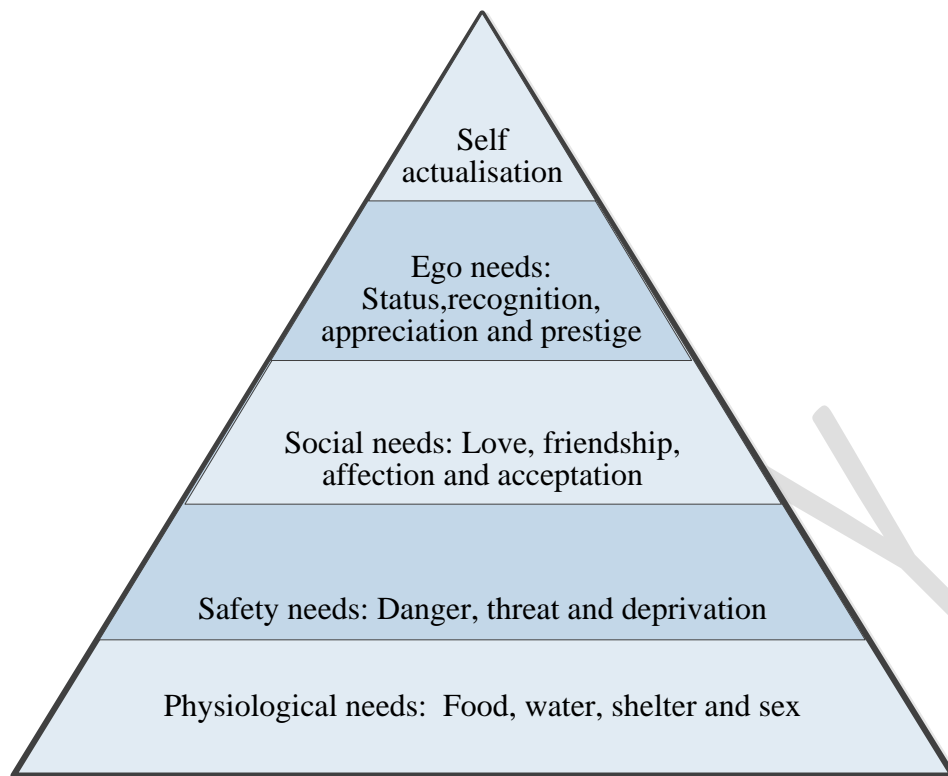 Self
actualisation
Ego needs:
Status,recognition,
appreciation and prestige
Social needs: Love, friendship,
affection and acceptation
Safety needs: Danger, threat and deprivation
Physiological needs:  Food, water, shelter and sex